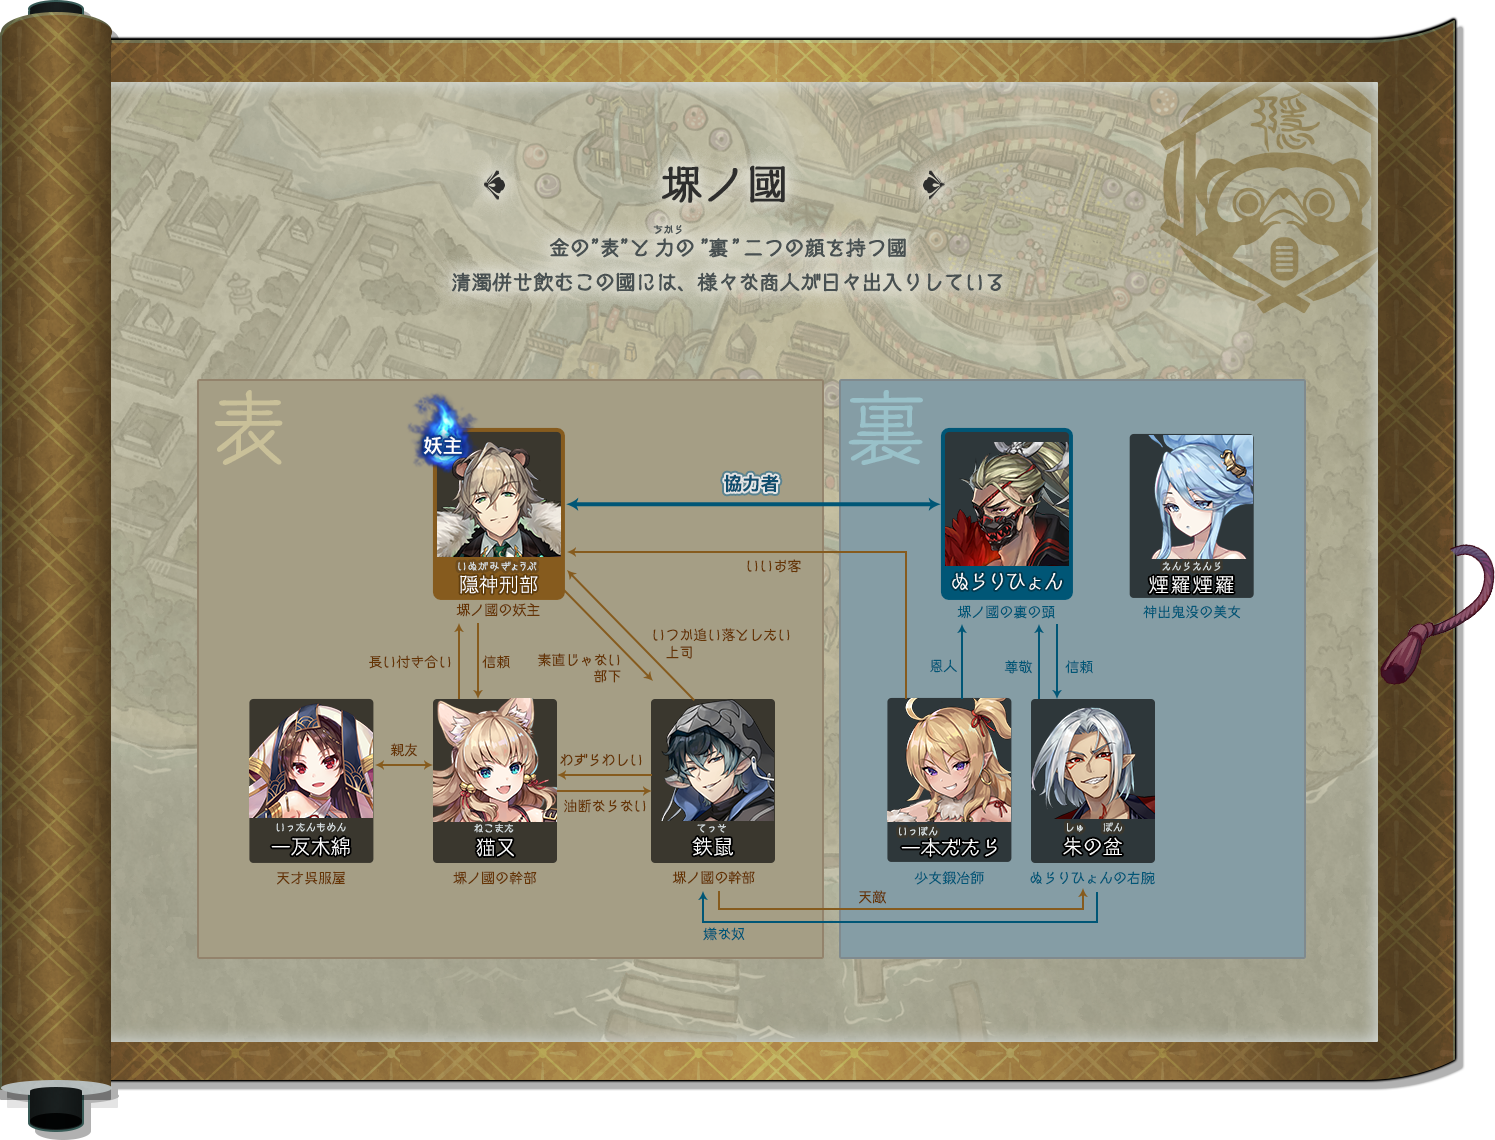 隠
堺ノ國
ちから
金の"表"と力の"裏"二つの顔を持つ國
清濁併せ飲むこの國には、様々な商人が日々出入りしている
表
妖主
いぬがみぎょうぶ
隠神刑部
堺ノ國の妖主
協力者
裏
ぬらりひょん
堺ノ國の裏の頭
えんらえんら
煙羅煙羅
神出鬼没の美女
いいお客
長い付き合い
信頼
素直じゃない
部下
いつか追い落としたい
上司
恩人
尊敬
信頼
親友
わずらわしい
油断ならない
いったんもめん
一反木綿
天才呉服屋
ねこまた
猫又
堺ノ國の幹部
てっそ
鉄鼠
堺ノ國の幹部
いっぽん
一本だたら
少女鍛冶師
しゅ ぼん
朱の盆
ぬらりひょんの右腕
天敵
嫌な奴